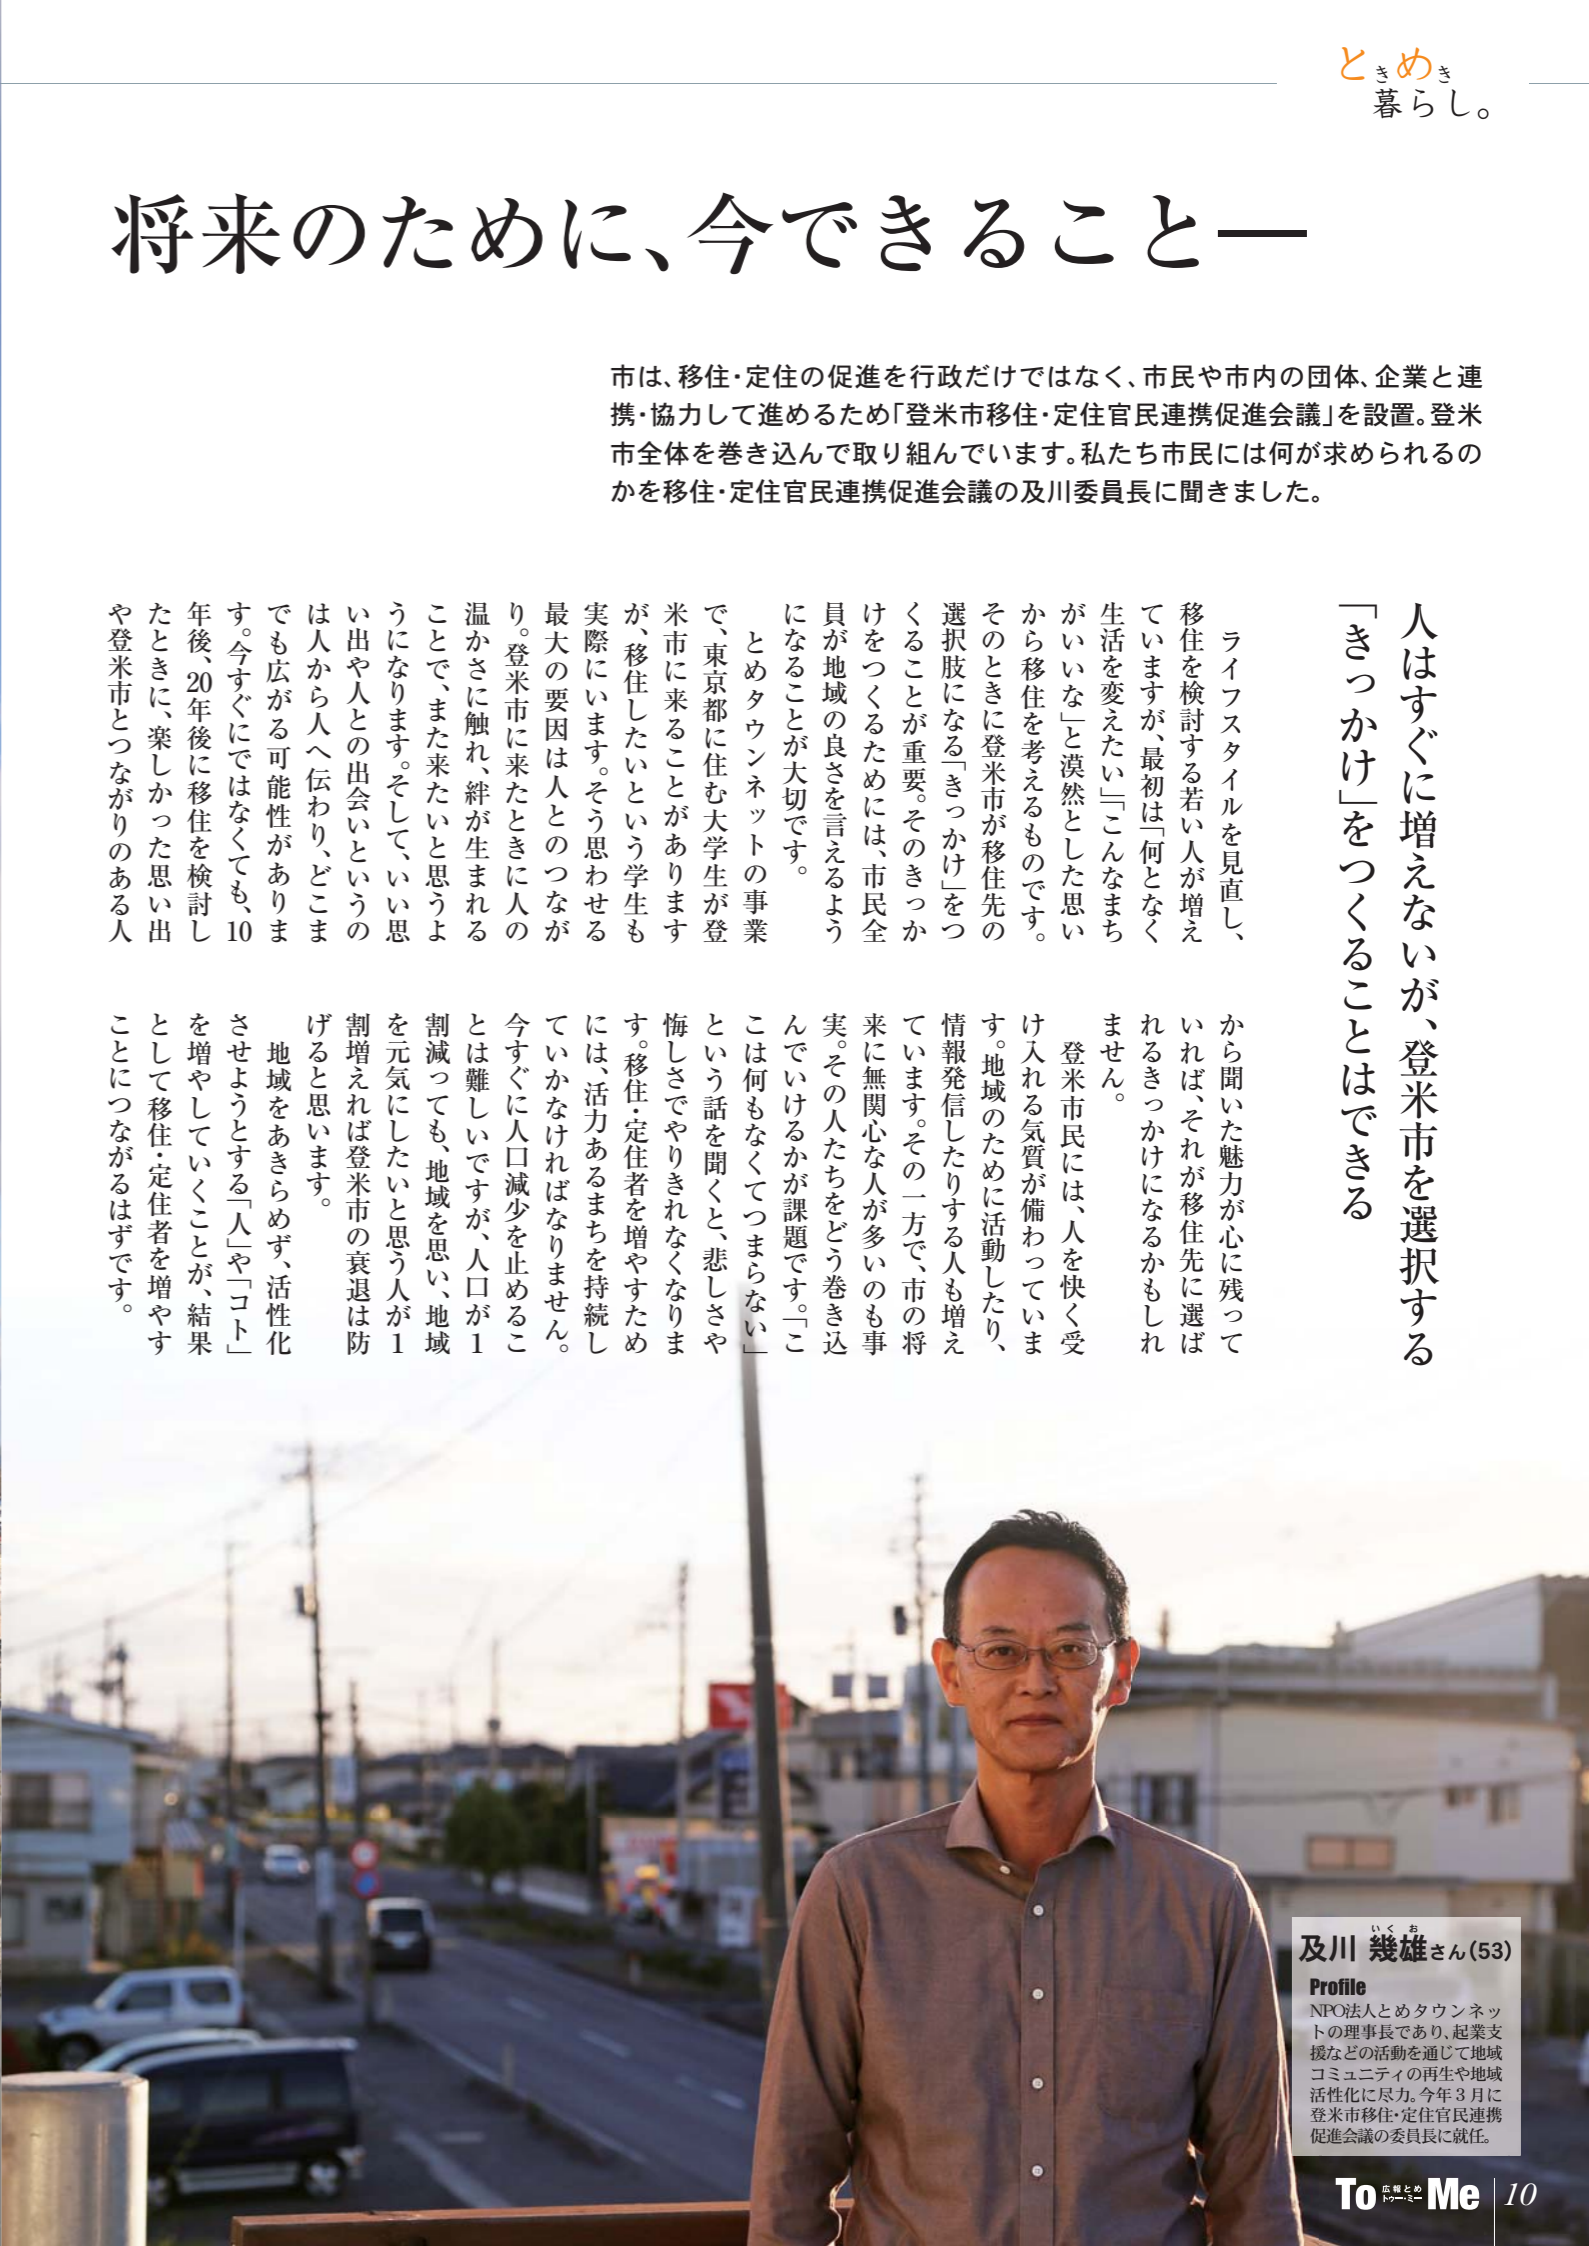 ときめき
暮らし。
将来のために、今できること―
市は、移住・定住の促進を行政だけではなく、市民や市内の団体、企業と連
携・協力して進めるため「登米市移住・定住官民連携促進会議」を設置。登米
市全体を巻き込んで取り組んでいます。私たち市民には何が求められるの
かを移住・定住官民連携促進会議の及川委員長に聞きました。
人はすぐに増えないが、登米市を選択する
「きっかけ」をつくることはできる
ライフスタイルを見直し、
移住を検討する若い人が増え
ていますが、最初は「何となく
生活を変えたい」「こんなまち
がいいな」と漠然とした思い
から移住を考えるものです。
そのときに登米市が移住先の
選択肢になる「きっかけ」をつ
くることが重要。そのきっか
けをつくるためには、市民全
員が地域の良さを言えるよう
になることが大切です。
とめタウンネットの事業
で、東京都に住む大学生が登
米市に来ることがあります
が、移住したいという学生も
実際にいます。そう思わせる
最大の要因は人とのつなが
り。登米市に来たときに人の
温かさに触れ、絆が生まれる
ことで、また来たいと思うよ
うになります。そして、いい思
い出や人との出会いというの
は人から人へ伝わり、どこま
でも広がる可能性がありま
す。今すぐにではなくても、10
年後、20年後に移住を検討し
たときに、楽しかった思い出
や登米市とつながりのある人
から聞いた魅力が心に残って
いれば、それが移住先に選ば
れるきっかけになるかもしれ
ません。
登米市民には、人を快く受
け入れる気質が備わっていま
す。地域のために活動したり、
情報発信したりする人も増え
ています。その一方で、市の将
来に無関心な人が多いのも事
実。その人たちをどう巻き込
んでいけるかが課題です。「こ
こは何もなくてつまらない」
という話を聞くと、悲しさや
悔しさでやりきれなくなりま
す。移住・定住者を増やすため
には、活力あるまちを持続し
ていかなければなりません。
今すぐに人口減少を止めるこ
とは難しいですが、人口が1
割減っても、地域を思い、地域
を元気にしたいと思う人が1
割増えれば登米市の衰退は防
げると思います。
地域をあきらめず、活性化
させようとする「人」や「コト」
を増やしていくことが、結果
として移住・定住者を増やす
ことにつながるはずです。
いくお
及川 幾雄さん（53）
Profile
NPO法人とめタウンネッ
トの理事長であり、起業支
援などの活動を通じて地域
コミュニティの再生や地域
活性化に尽力。今年3月に
登米市移住・定住官民連携
促進会議の委員長に就任。
To 広報とめ トゥー・ミー Me 10